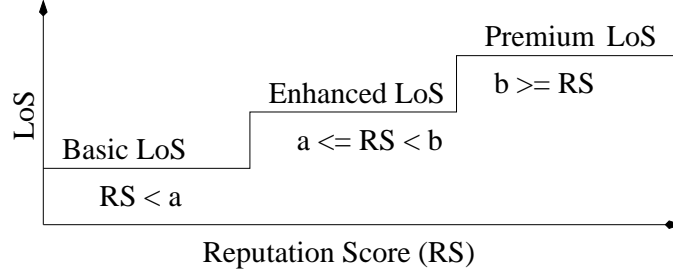 Premium LoS
b >= RS
Enhanced LoS
a <= RS < b
Basic LoS
RS < a
LoS
Reputation Score (RS)